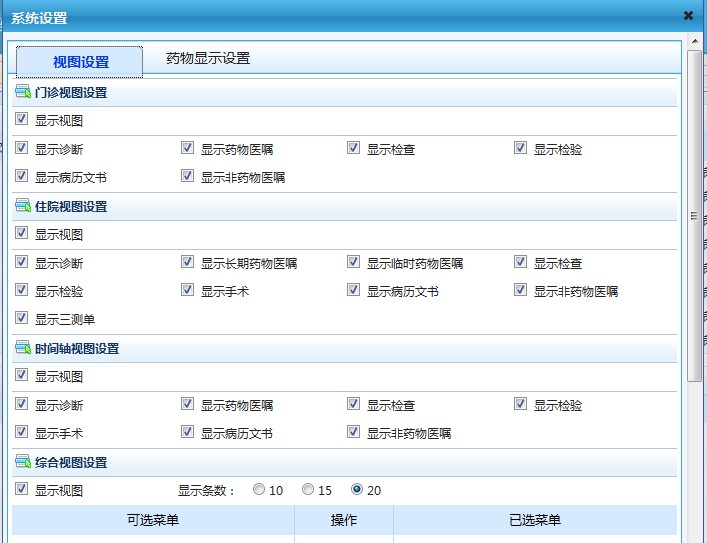 系统设置
视图设置 药物显示设置
门诊视图设置
显示视图
显示诊断 显示药物医嘱 显示检查 显示检验
显示病历文书 显示非药物医嘱
住院视图设置
显示视图
显示诊断 显示长期药物医嘱 显示临时药物医嘱 显示检查
显示检验 显示手术 显示病历文书 显示非药物医嘱
显示三测单
时间轴视图设置
显示视图
显示诊断 显示药物医嘱 显示检查 显示检验
显示手术 显示病历文书 显示非药物医嘱
综合视图设置
显示视图 显示条数： 10 15 20
可选菜单 操作 已选菜单